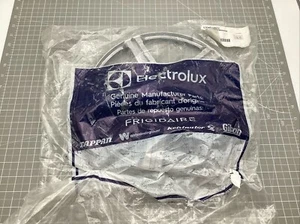 Electrolux
Genuine Manufacturer Parts
Pièces du fabricant d'origine
Partes de repuesto genuinas
FRIGIDAIRE
TAPPAN Kelvinator Gibson